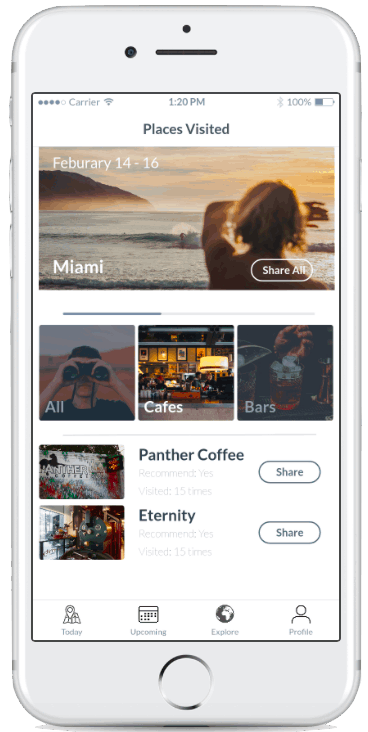 Carrier 1:20 PM 100%
Places Visited
Feburary 14 - 16
Miami
Share All
All
Cafes
Bars
Panther Coffee
Recommend: Yes
Visited: 15 times
Share
Eternity
Recommend: Yes
Visited: 15 times
Share
Today
Upcoming
Explore
Profile